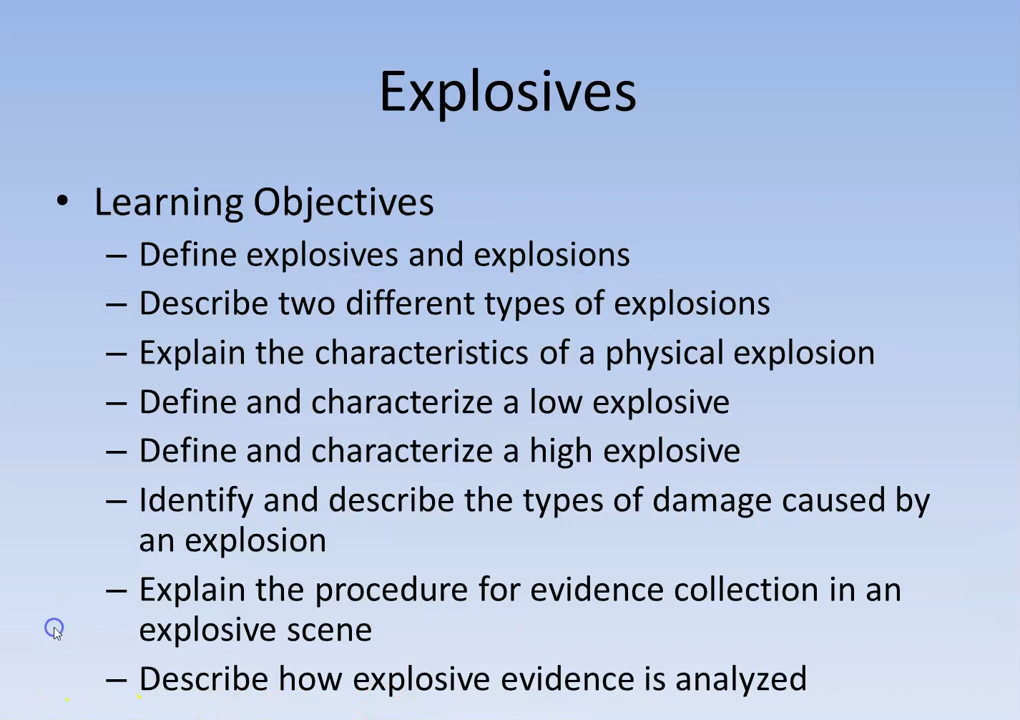 Explosives
• Learning Objectives
– Define explosives and explosions
– Describe two different types of explosions
– Explain the characteristics of a physical explosion
– Define and characterize a low explosive
– Define and characterize a high explosive
– Identify and describe the types of damage caused by
an explosion
– Explain the procedure for evidence collection in an
explosive scene
– Describe how explosive evidence is analyzed